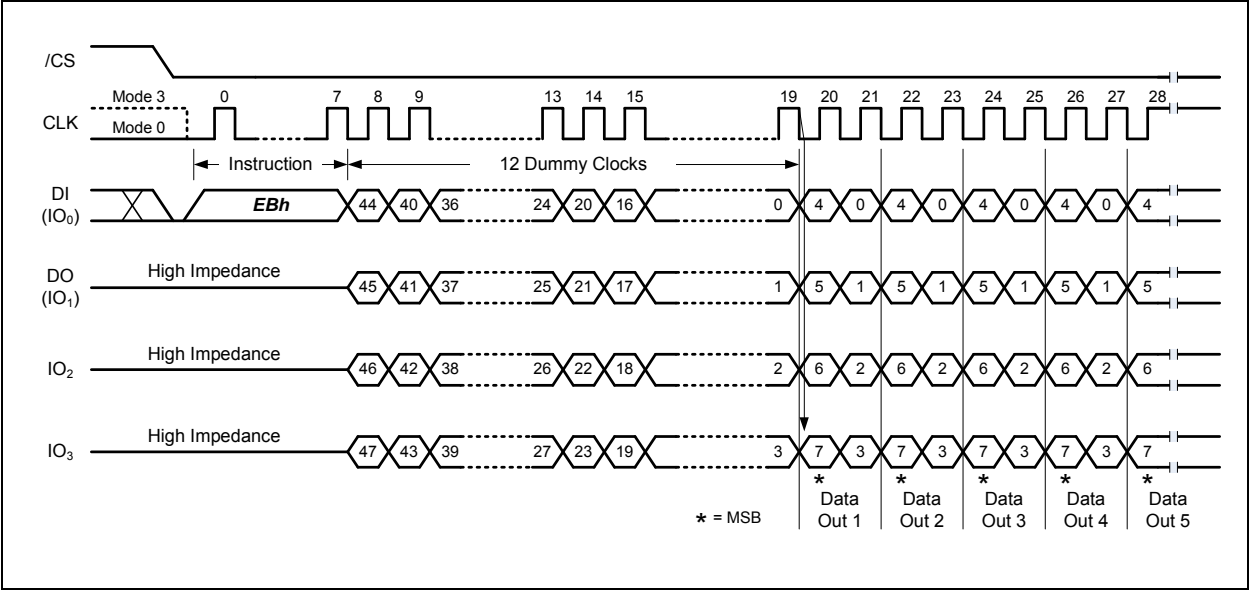 /CS
Mode 3 0 7 8 9 13 14 15 19 20 21 22 23 24 25 26 27 28
CLK
Mode 0
Instruction 12 Dummy Clocks
DI
(IO0) EBh 44 40 36 24 20 16 0 4 0 4 0 4 0 4 0 4
High Impedance
DO
(IO1) 45 41 37 25 21 17 1 5 1 5 1 5 1 5 1 5
High Impedance
IO2 46 42 38 26 22 18 2 6 2 6 2 6 2 6 2 6
High Impedance
IO3 47 43 39 27 23 19 3 7 3 7 3 7 3 7 3 7
* * * * *
Data Data Data Data Data
* = MSB Out 1 Out 2 Out 3 Out 4 Out 5